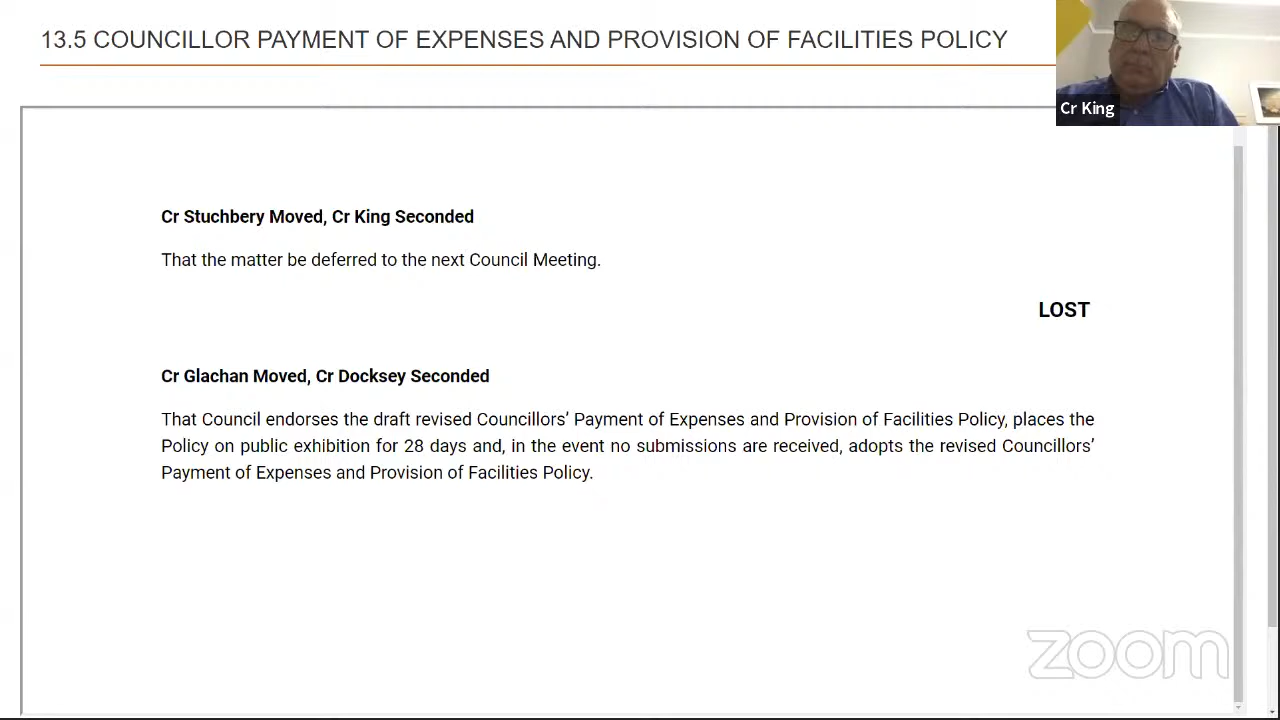 13.5 COUNCILLOR PAYMENT OF EXPENSES AND PROVISION OF FACILITIES POLICY
Cr King
Cr Stuchbery Moved, Cr King Seconded
That the matter be deferred to the next Council Meeting.
LOST
Cr Glachan Moved, Cr Docksey Seconded
That Council endorses the draft revised Councillors’ Payment of Expenses and Provision of Facilities Policy, places the
Policy on public exhibition for 28 days and, in the event no submissions are received, adopts the revised Councillors’
Payment of Expenses and Provision of Facilities Policy.
zoom